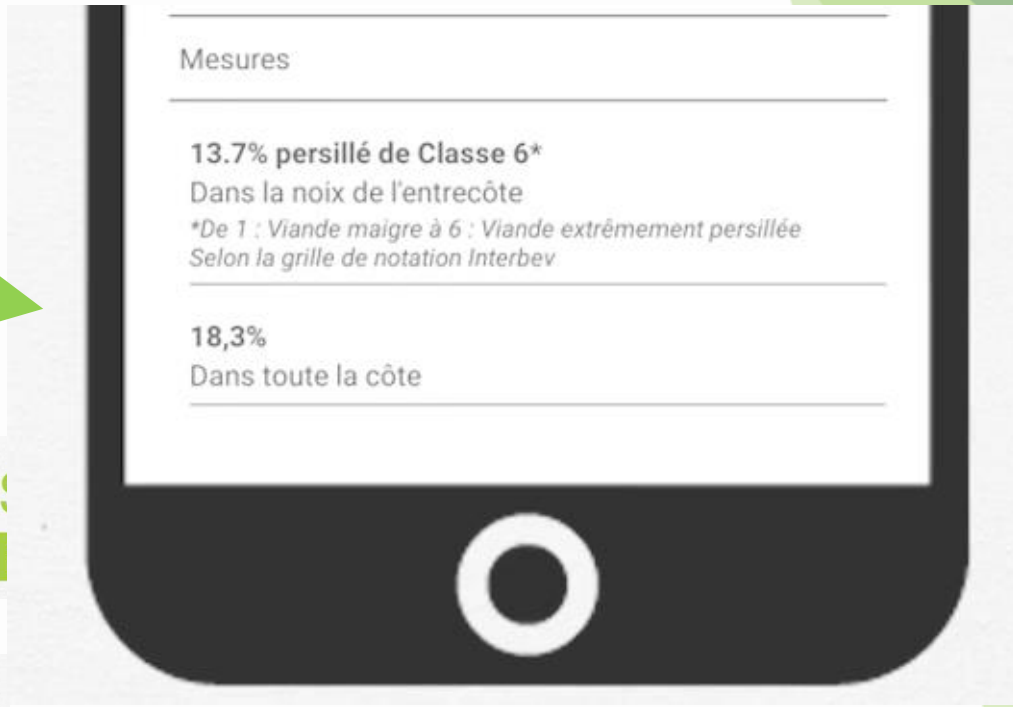 Mesures
13.7% persillé de Classe 6*
Dans la noix de l'entrecôte
*De 1 : Viande maigre à 6 : Viande extrêmement persillée
Selon la grille de notation Interbev
18,3%
Dans toute la côte